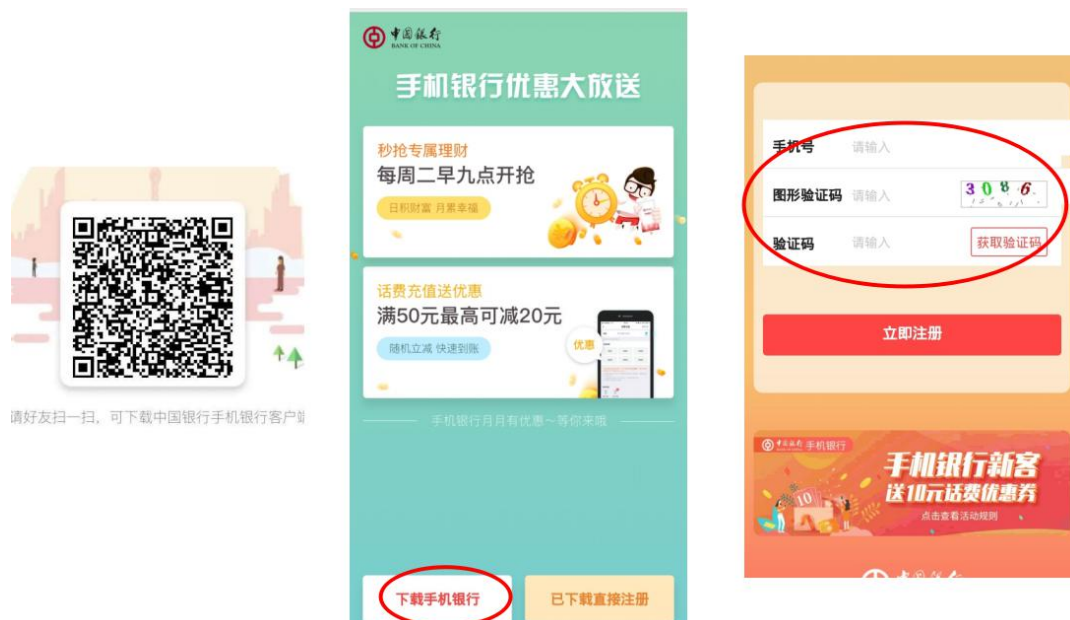 请好友扫一扫，可下载中国银行手机银行客户端
中国银行
BANK OF CHINA
手机银行优惠大放送
秒抢专属理财
每周二早九点开抢
日积财富 月累幸福
话费充值送优惠
满50元最高可减20元
随机立减 快速到账
优惠
手机银行月月有优惠~等你来哦
下载手机银行
已下载直接注册
手机号 请输入
图形验证码 请输入 3086
验证码 请输入 获取验证码
立即注册
中国银行 手机银行
手机银行新客
送10元话费优惠券
10
点击查看活动规则